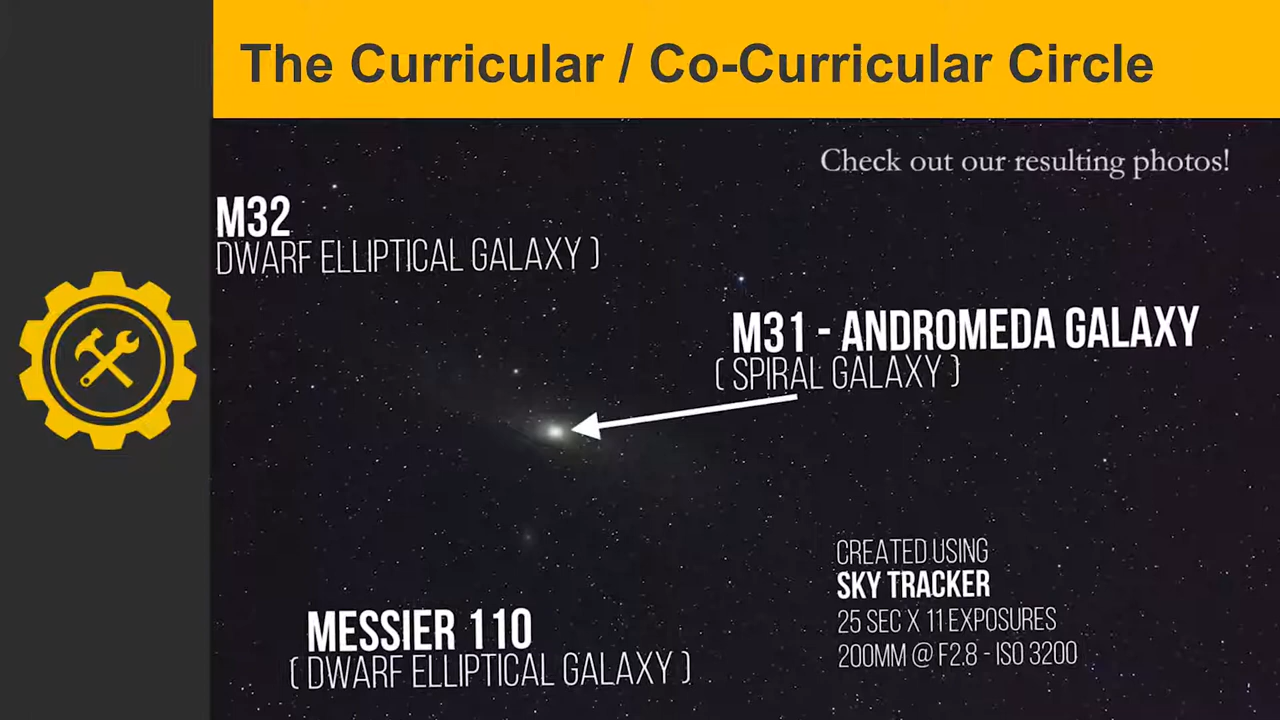 The Curricular / Co-Curricular Circle
Check out our resulting photos!
M32
DWARF ELLIPTICAL GALAXY )
M31 - ANDROMEDA GALAXY
( SPIRAL GALAXY )
CREATED USING
SKY TRACKER
25 SEC X 11 EXPOSURES
200MM @ F2.8 - ISO 3200
MESSIER 110
( DWARF ELLIPTICAL GALAXY )